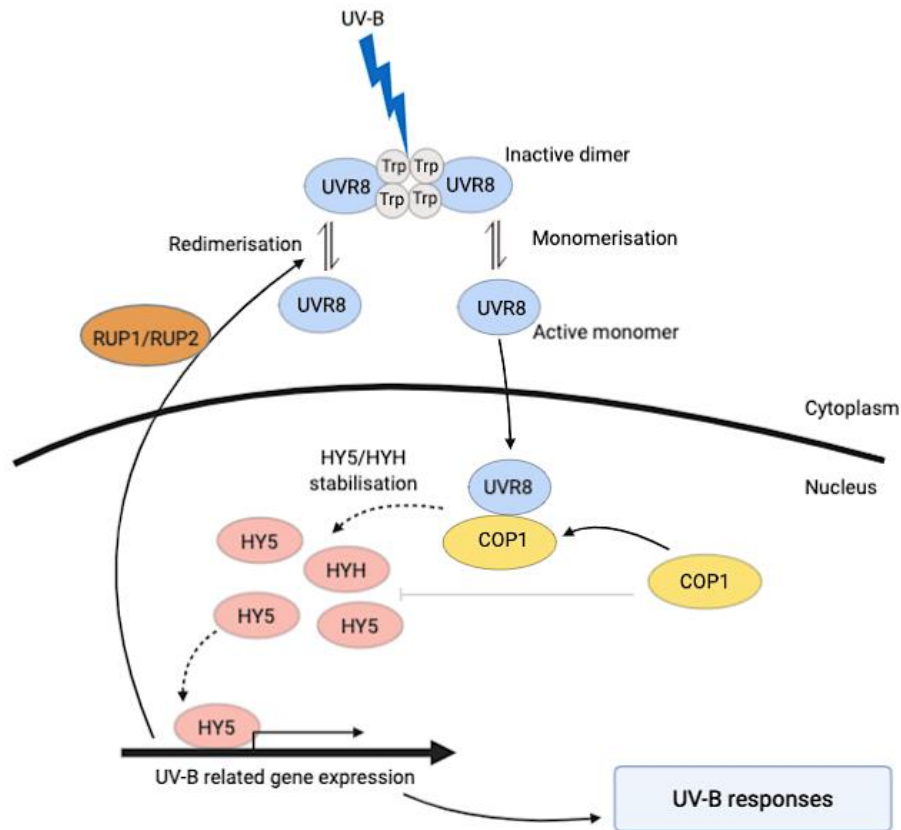 UV-B
Trp Trp
Inactive dimer
UVR8
UVR8
Trp Trp
Redimerisation
Monomerisation
UVR8
UVR8
Active monomer
RUP1/RUP2
Cytoplasm
Nucleus
HY5/HYH
stabilisation
UVR8
HY5
COP1
HYH
COP1
HY5
HY5
HY5
UV-B related gene expression
UV-B responses